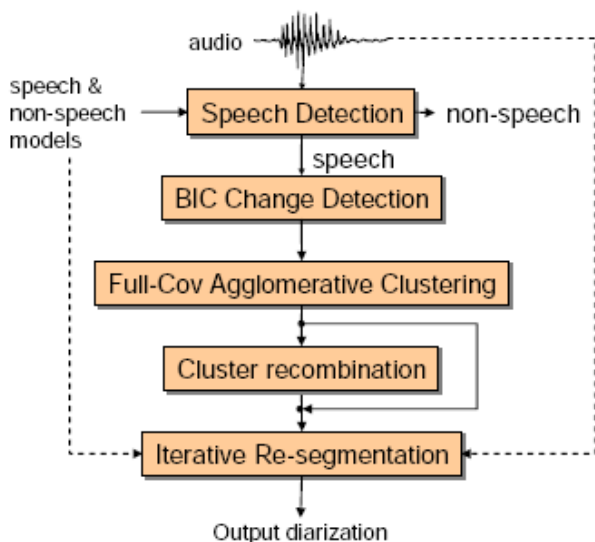 audio
speech &
non-speech
models
Speech Detection
non-speech
speech
BIC Change Detection
Full-Cov Agglomerative Clustering
Cluster recombination
Iterative Re-segmentation
Output diarization